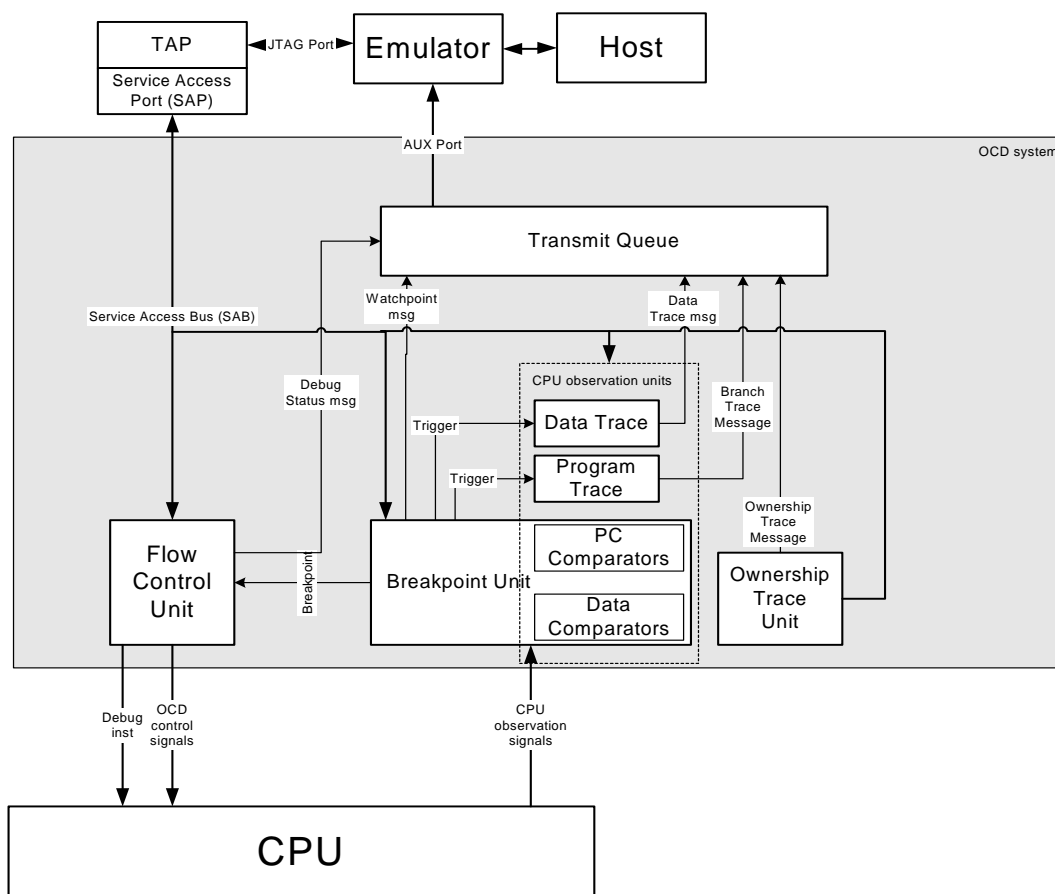 TAP
JTAG Port
Emulator
Host
Service Access
Port (SAP)
AUX Port
OCD system
Transmit Queue
Watchpoint
msg
Data
Trace msg
Service Access Bus (SAB)
CPU observation units
Debug
Status msg
Branch
Trace
Message
Trigger
Data Trace
Trigger
Program
Trace
Ownership
Trace
Message
Flow
Control
Unit
Breakpoint
Breakpoint Unit
PC
Comparators
Data
Comparators
Ownership
Trace
Unit
Debug
inst
OCD
control
signals
CPU
observation
signals
CPU